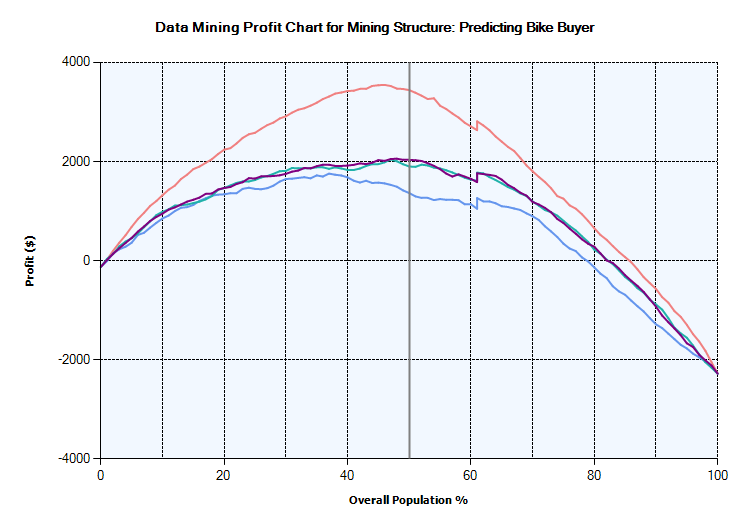 Data Mining Profit Chart for Mining Structure: Predicting Bike Buyer
4000
2000
0
-2000
-4000
Profit ($)
0 20 40 60 80 100
Overall Population %